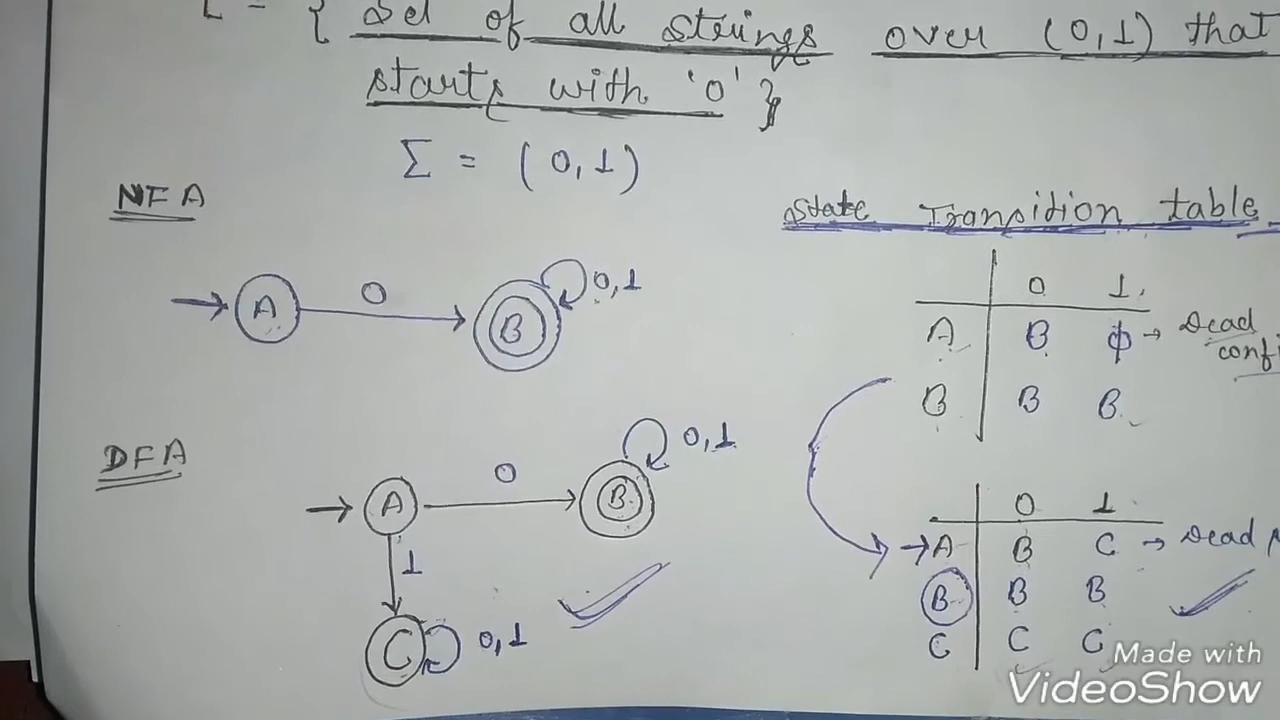 L = { Set of all strings over (0,1) that
starts with '0' }
Σ = (0,1)
NFA
State Transition table
A 0 B 0,1
0 1
A B ϕ → Dead
B B B
DFA
A 0 B 0,1
1
C 0,1
0 1
→ A B C → Dead
B B B
C C C
Made with
VideoShow